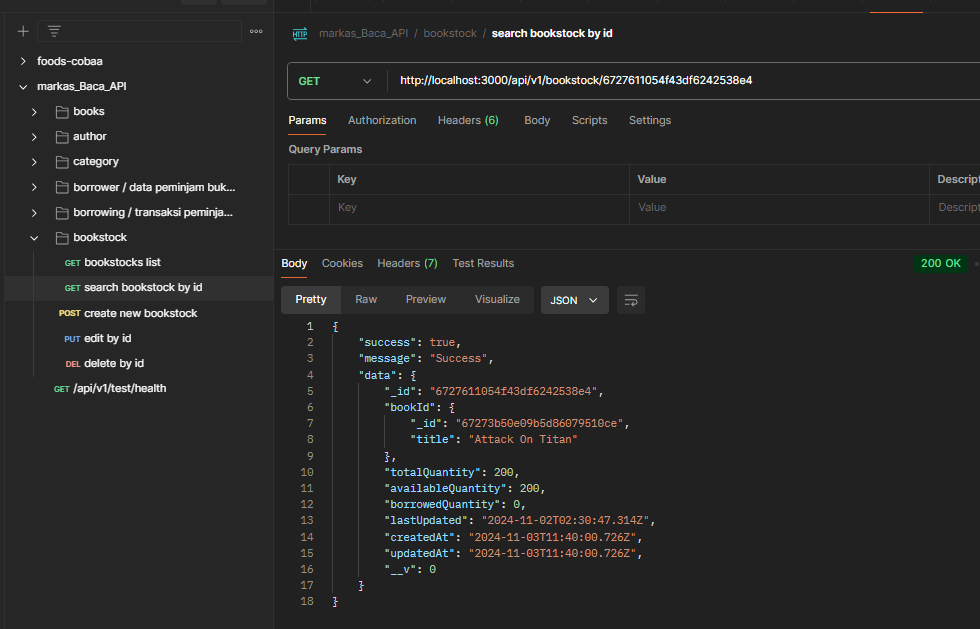 foods-cobaa
markas_Baca_API
books
author
category
borrower / data peminjam buk...
borrowing / transaksi peminja...
bookstock
GET bookstocks list
GET search bookstock by id
POST create new bookstock
PUT edit by id
DEL delete by id
GET /api/v1/test/health
HTTP markas_Baca_API / bookstock / search bookstock by id
GET http://localhost:3000/api/v1/bookstock/6727611054f43df6242538e4
Params Authorization Headers (6) Body Scripts Settings
Query Params
Key Value Descript
Key Value Descript
Body Cookies Headers (7) Test Results 200 OK
Pretty Raw Preview Visualize JSON
1 {
2 "success": true,
3 "message": "Success",
4 "data": {
5 "_id": "6727611054f43df6242538e4",
6 "bookId": {
7 "_id": "67273b50e09b5d86079510ce",
8 "title": "Attack On Titan"
9 },
10 "totalQuantity": 200,
11 "availableQuantity": 200,
12 "borrowedQuantity": 0,
13 "lastUpdated": "2024-11-02T02:30:47.314Z",
14 "createdAt": "2024-11-03T11:40:00.726Z",
15 "updatedAt": "2024-11-03T11:40:00.726Z",
16 "__v": 0
17 }
18 }